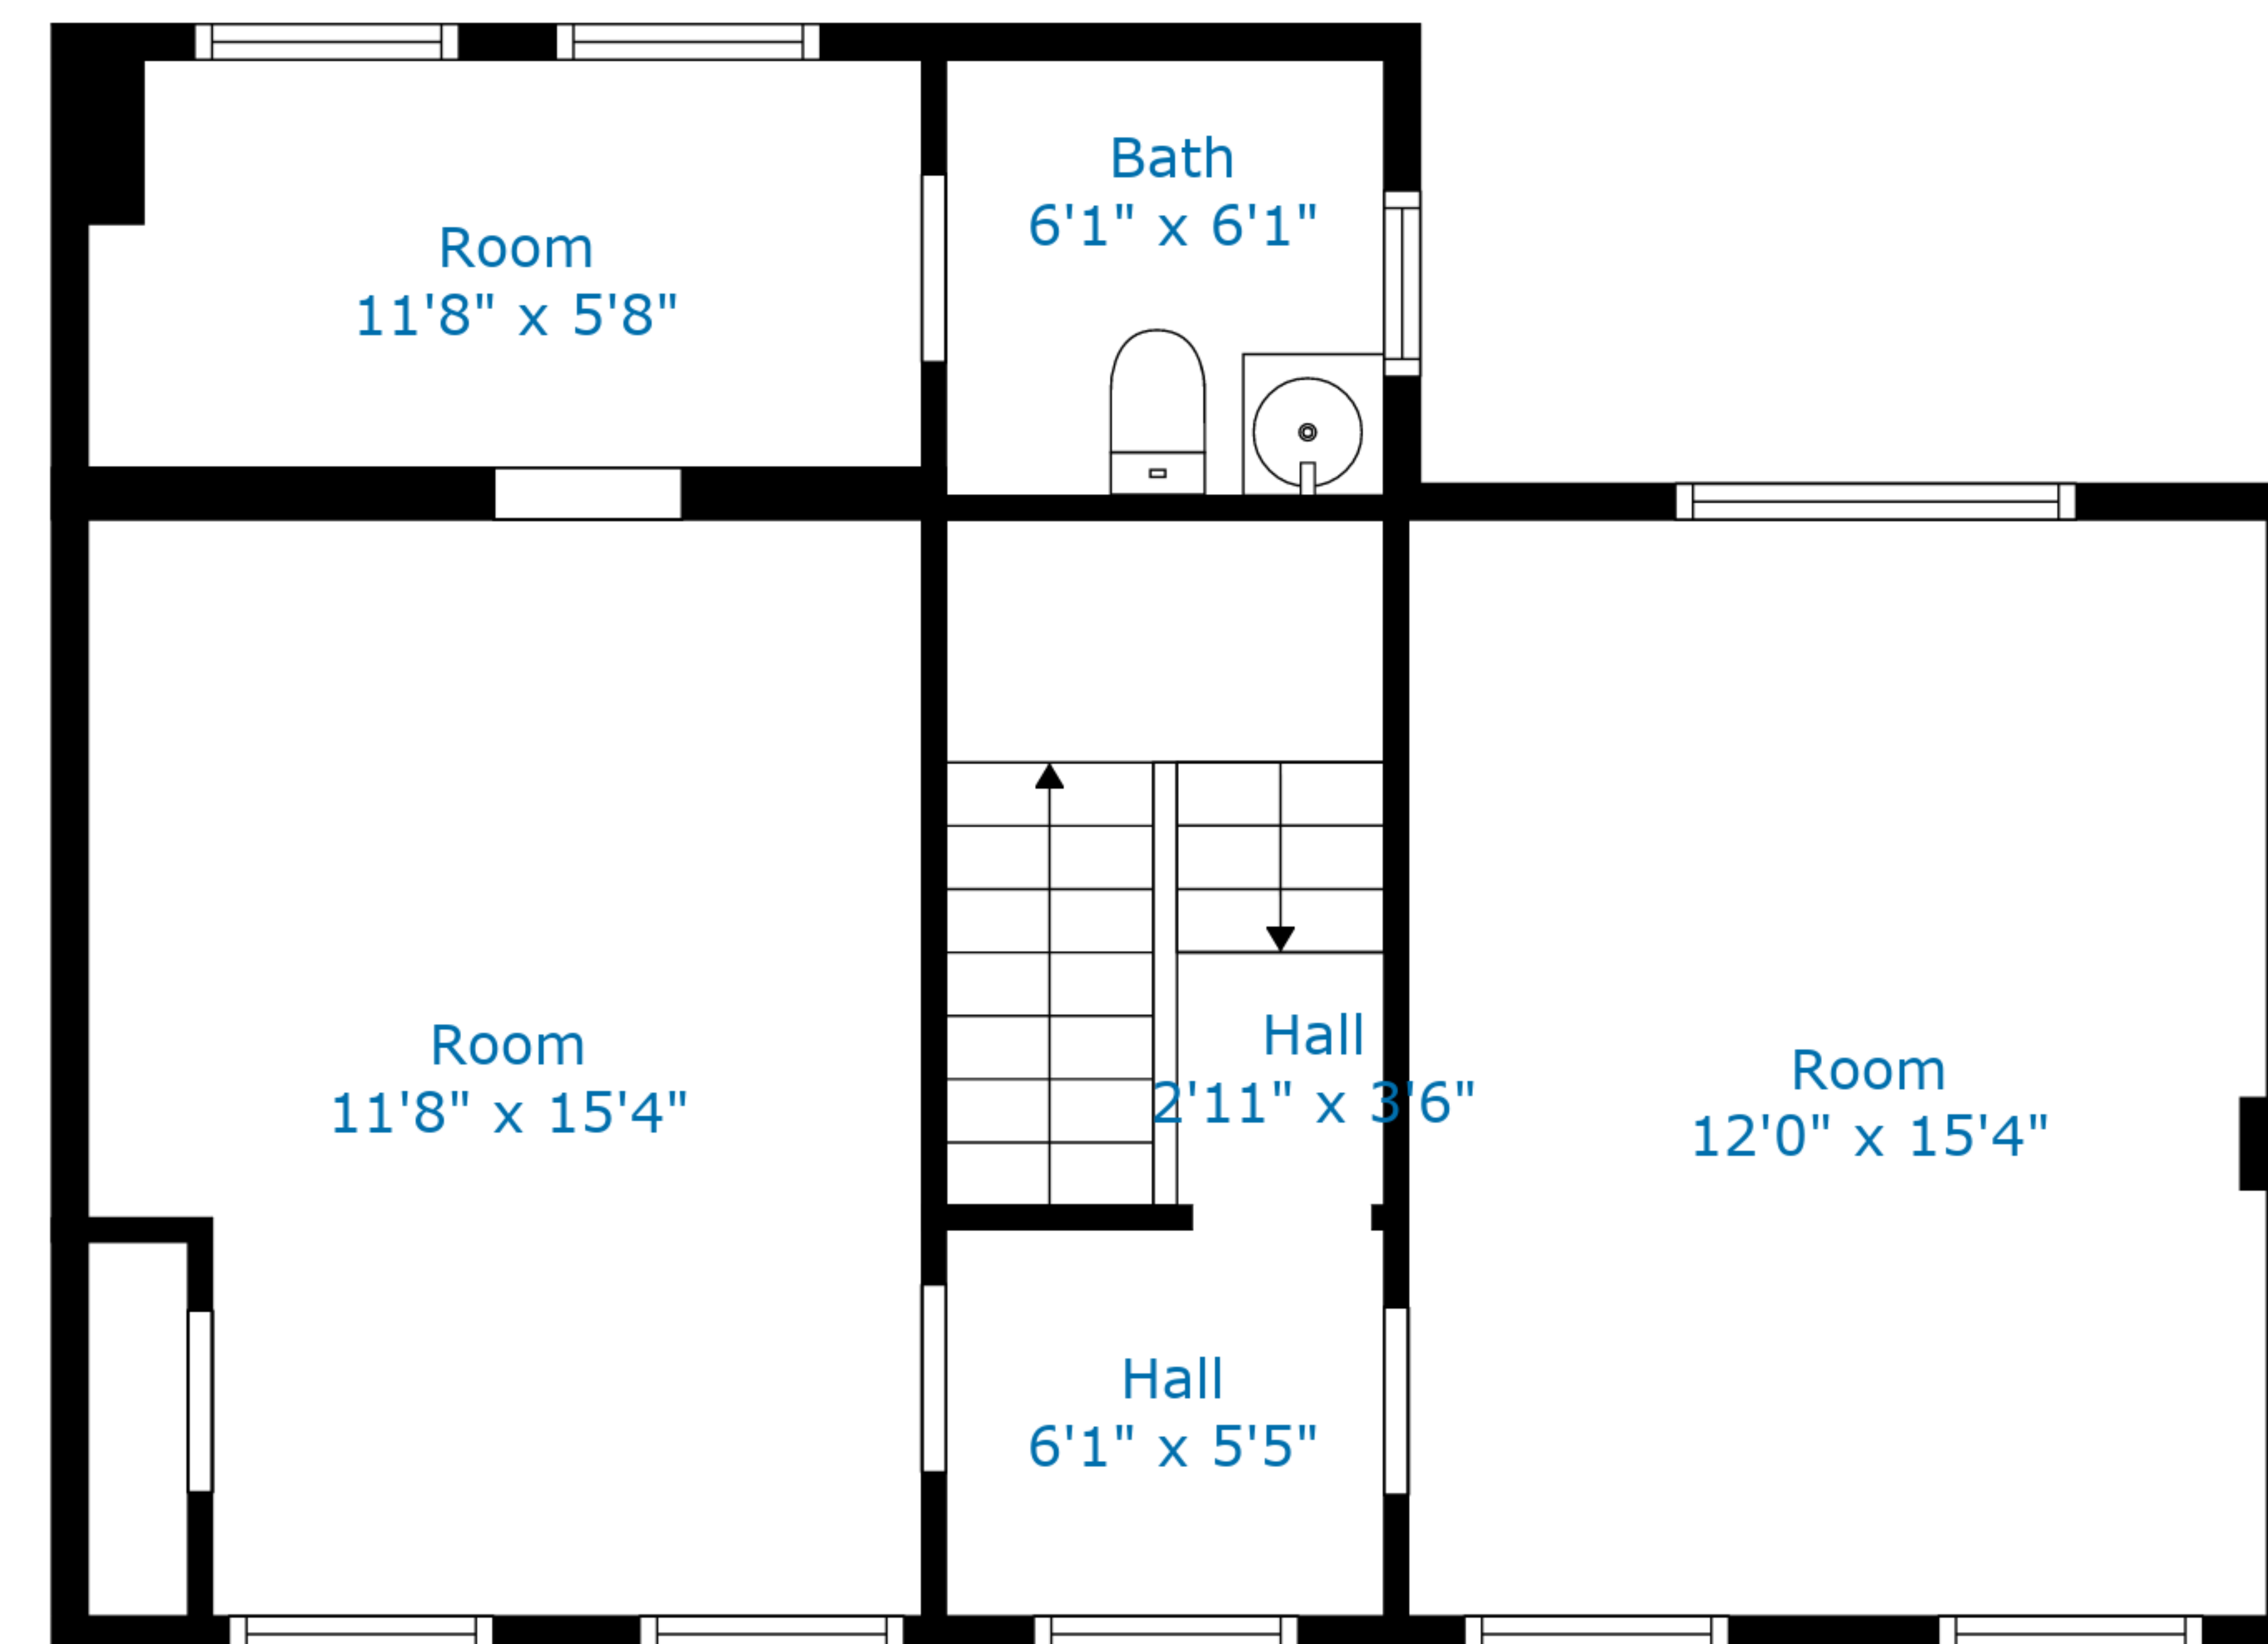 Bath
6'1" x 6'1"
Room
11'8" x 5'8"
Room
11'8" x 15'4"
Hall
2'11" x 3'6"
Room
12'0" x 15'4"
Hall
6'1" x 5'5"